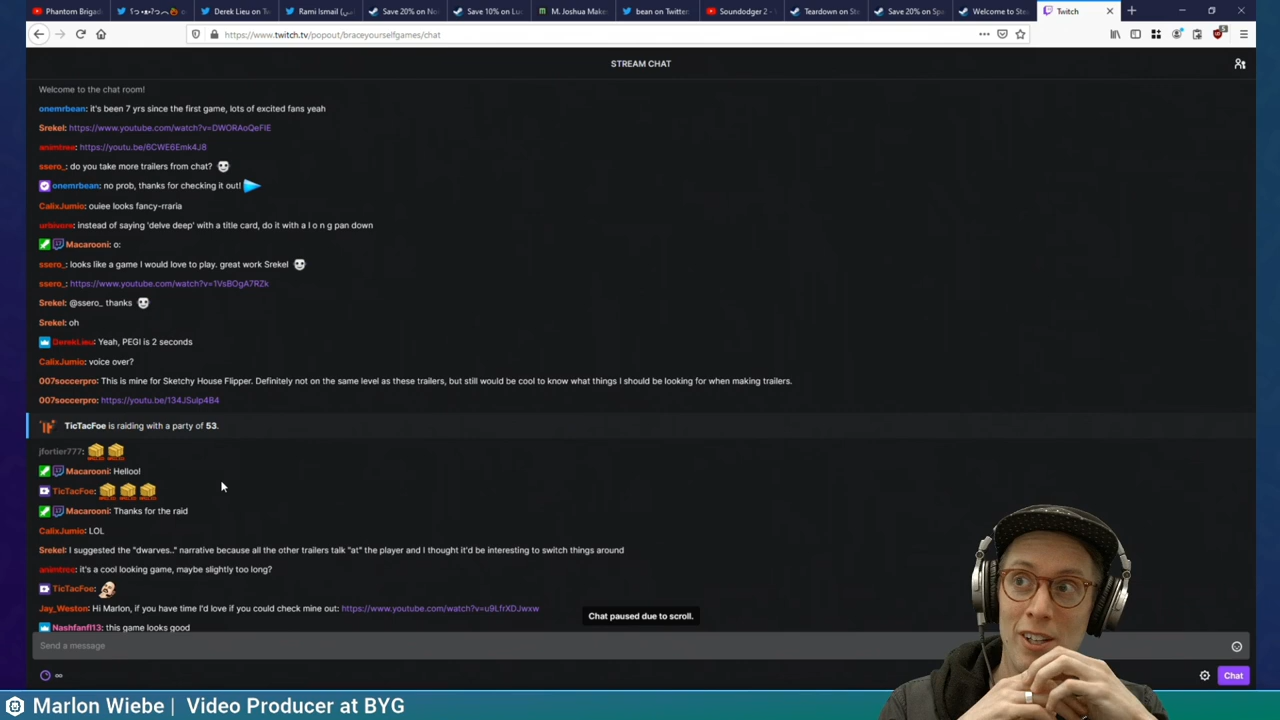 Phantom Brigad
Derek Lieu on Tw
Rami Ismail
Save 20% on No
Save 10% on Luc
M. Joshua Make
bean on Twitter
Soundodger 2 -
Teardown on St
Save 20% on Sp
Welcome to Ste
Twitch
https://www.twitch.tv/popout/braceyourselfgames/chat
STREAM CHAT
Welcome to the chat room!
onemrbean: it's been 7 yrs since the first game, lots of excited fans yeah
Srekel: https://www.youtube.com/watch?v=DWORAoQeFIE
animtree: https://youtu.be/6CWE6Emk4J8
ssero_: do you take more trailers from chat?
onemrbean: no prob, thanks for checking it out!
CalixJumio: ouiee looks fancy-rraria
urbivore: instead of saying 'delve deep' with a title card, do it with a l o n g pan down
Macarooni: o:
ssero_: looks like a game I would love to play. great work Srekel
ssero_: https://www.youtube.com/watch?v=1VsBOgA7RZk
Srekel: @ssero_ thanks
Srekel: oh
DerekLieu: Yeah, PEGI is 2 seconds
CalixJumio: voice over?
007soccerpro: This is mine for Sketchy House Flipper. Definitely not on the same level as these trailers, but still would be cool to know what things I should be looking for when making trailers.
007soccerpro: https://youtu.be/134JSulp4B4
TicTacFoe is raiding with a party of 53.
jfortier777:
Macarooni: Helloo!
TicTacFoe:
Macarooni: Thanks for the raid
CalixJumio: LOL
Srekel: I suggested the "dwarves.." narrative because all the other trailers talk "at" the player and I thought it'd be interesting to switch things around
animtree: it's a cool looking game, maybe slightly too long?
TicTacFoe:
Jay_Weston: Hi Marlon, if you have time I'd love if you could check mine out: https://www.youtube.com/watch?v=u9LfrXDJwxw
Chat paused due to scroll.
Nashfanfl13: this game looks good
Send a message
Chat
Marlon Wiebe | Video Producer at BYG